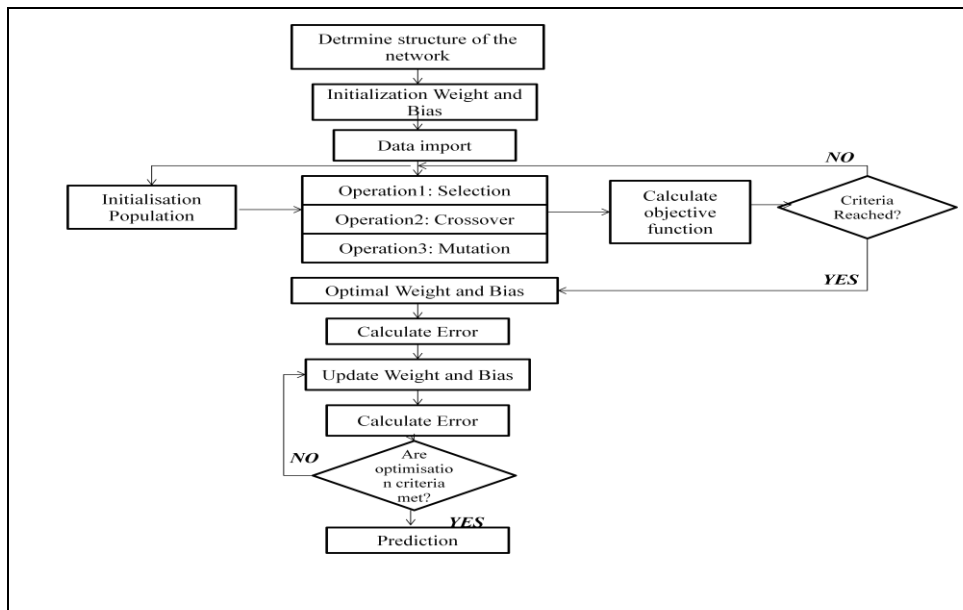 Detrmine structure of the
network
Initialization Weight and
Bias
Data import
NO
Initialisation
Population
Operation1: Selection
Operation2: Crossover
Operation3: Mutation
Calculate
objective
function
Criteria
Reached?
YES
Optimal Weight and Bias
Calculate Error
Update Weight and Bias
Calculate Error
NO
Are
optimisatio
n criteria
met?
YES
Prediction